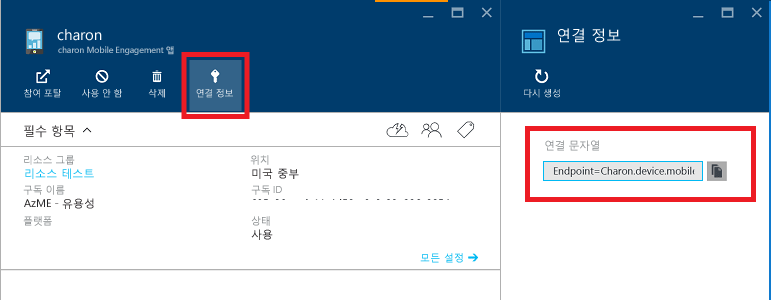 charon
charon Mobile Engagement 앱
참여 포털
사용 안 함
삭제
연결 정보
필수 항목
리소스 그룹
리소스 테스트
구독 이름
AzME - 유용성
플랫폼
위치
미국 중부
구독 ID
상태
사용
모든 설정
연결 정보
다시 생성
연결 문자열
Endpoint=Charon.device.mobile